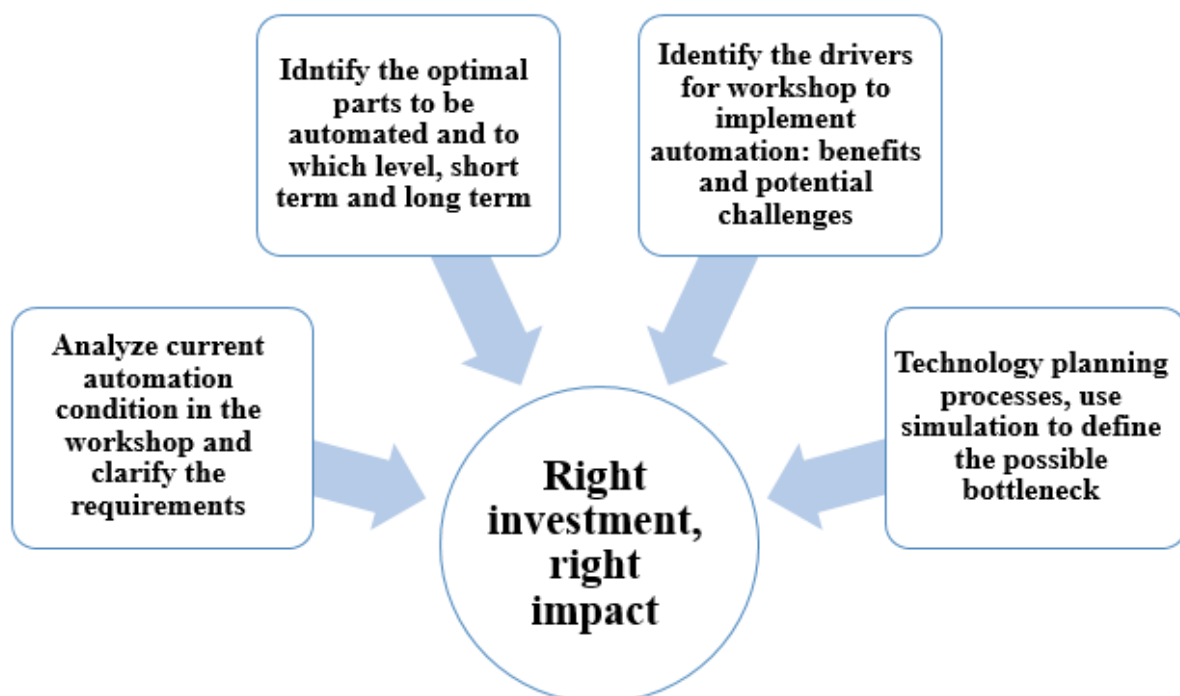 Idntify the optimal
parts to be
automated and to
which level, short
term and long term
Identify the drivers
for workshop to
implement
automation: benefits
and potential
challenges
Analyze current
automation
condition in the
workshop and
clarify the
requirements
Technology planning
processes, use
simulation to define
the possible
bottleneck
Right
investment,
right
impact